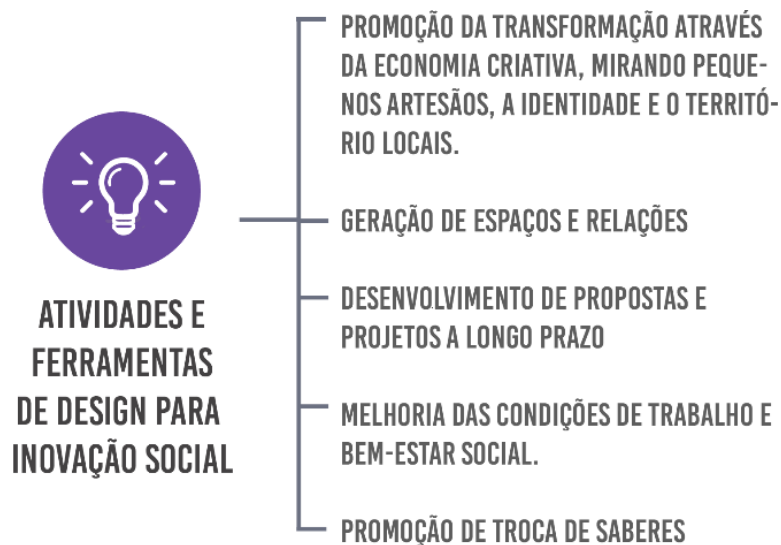 PROMOÇÃO DA TRANSFORMAÇÃO ATRAVÉS
DA ECONOMIA CRIATIVA, MIRANDO PEQUE-
NOS ARTESÃOS, A IDENTIDADE E O TERRITÓ-
RIO LOCAIS.
GERAÇÃO DE ESPAÇOS E RELAÇÕES
DESENVOLVIMENTO DE PROPOSTAS E
PROJETOS A LONGO PRAZO
MELHORIA DAS CONDIÇÕES DE TRABALHO E
BEM-ESTAR SOCIAL.
PROMOÇÃO DE TROCA DE SABERES
ATIVIDADES E
FERRAMENTAS
DE DESIGN PARA
INOVAÇÃO SOCIAL